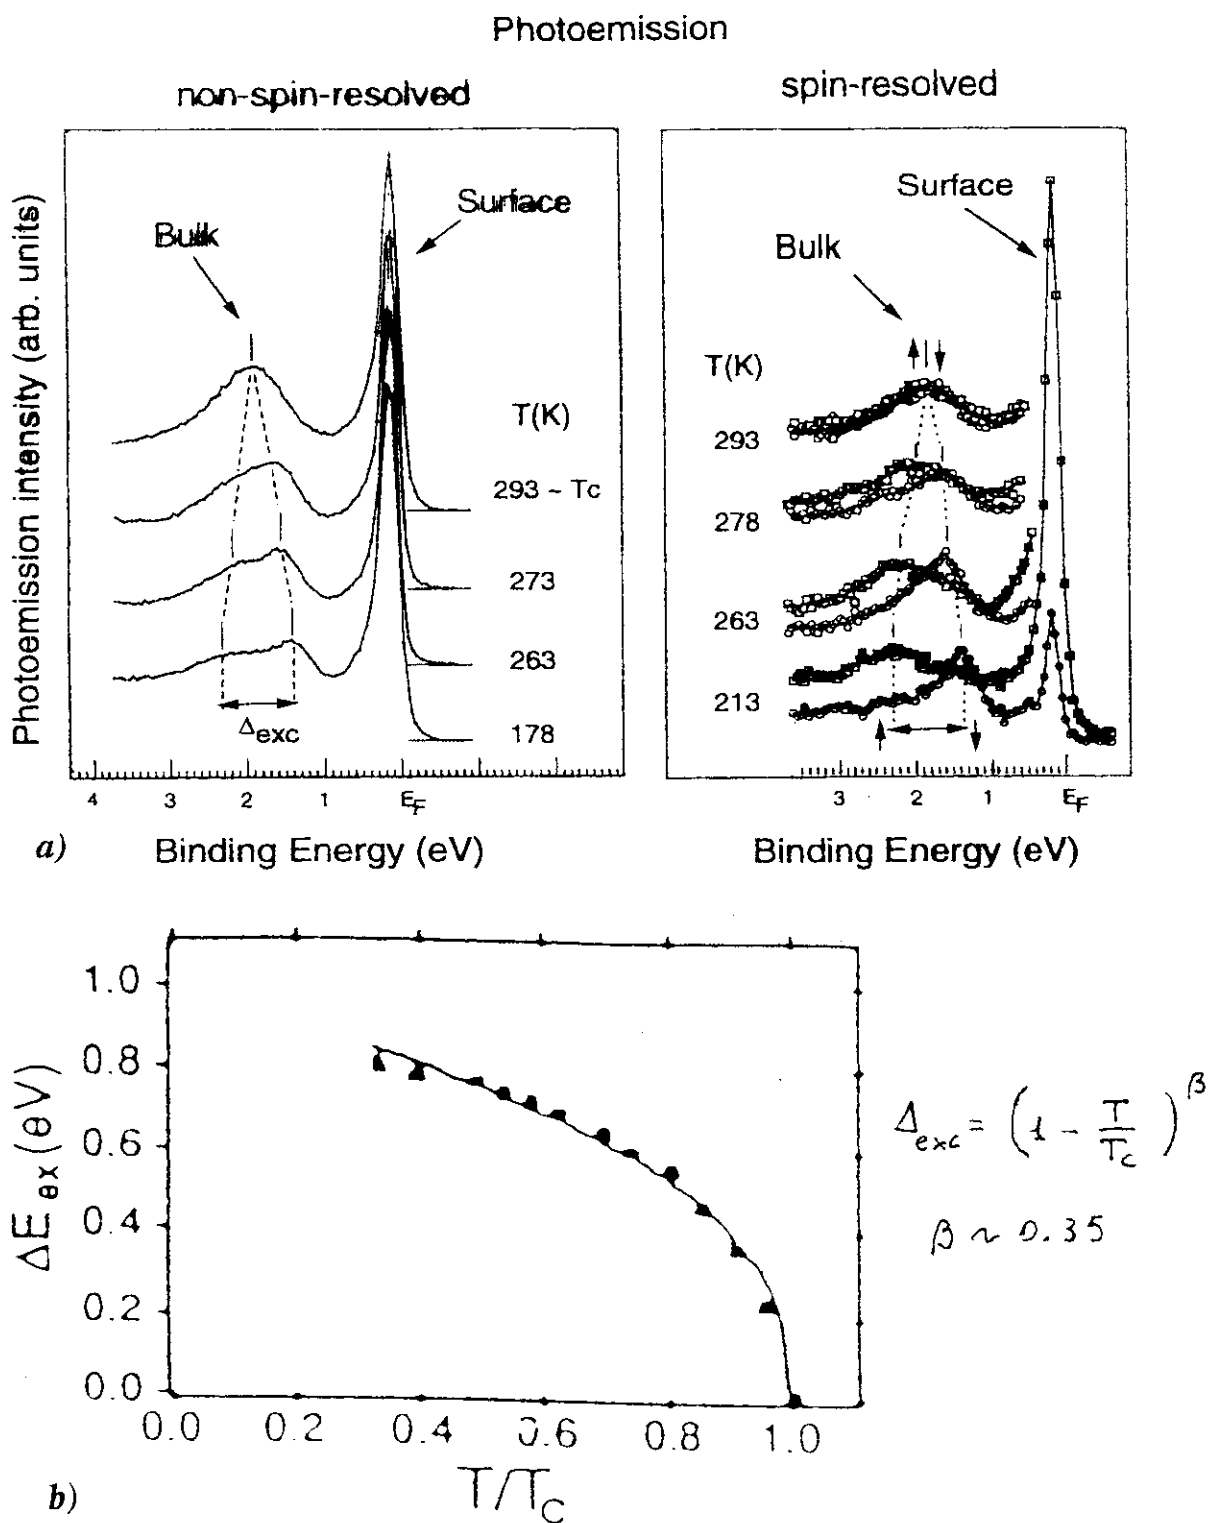 Photoemission
non-spin-resolved
spin-resolved
Photoemission intensity (arb. units)
Bulk
Surface
T(K)
293 ~ Tc
273
263
178
Δexc
4 3 2 1 EF
Binding Energy (eV)
Surface
Bulk
T(K)
293
278
263
213
3 2 1 EF
Binding Energy (eV)
a)
ΔE ex (eV)
1.0
0.8
0.6
0.4
0.2
0.0
0.0 0.2 0.4 0.6 0.8 1.0
T/TC
b)
Δexc = (1 - T/Tc)^β
β ~ 0.35